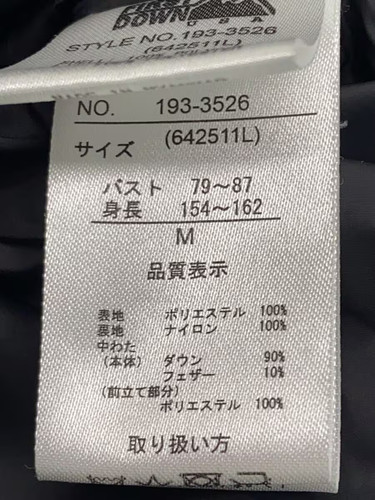 FIRST
DOWN
USA
STYLE NO.193-3526
(642511L)
NO. 193-3526
サイズ (642511L)
バスト 79～87
身長 154～162
M
品質表示
表地 ポリエステル 100%
裏地 ナイロン 100%
中わた
(本体) ダウン 90%
フェザー 10%
(前立て部分)
ポリエステル 100%
取り扱い方